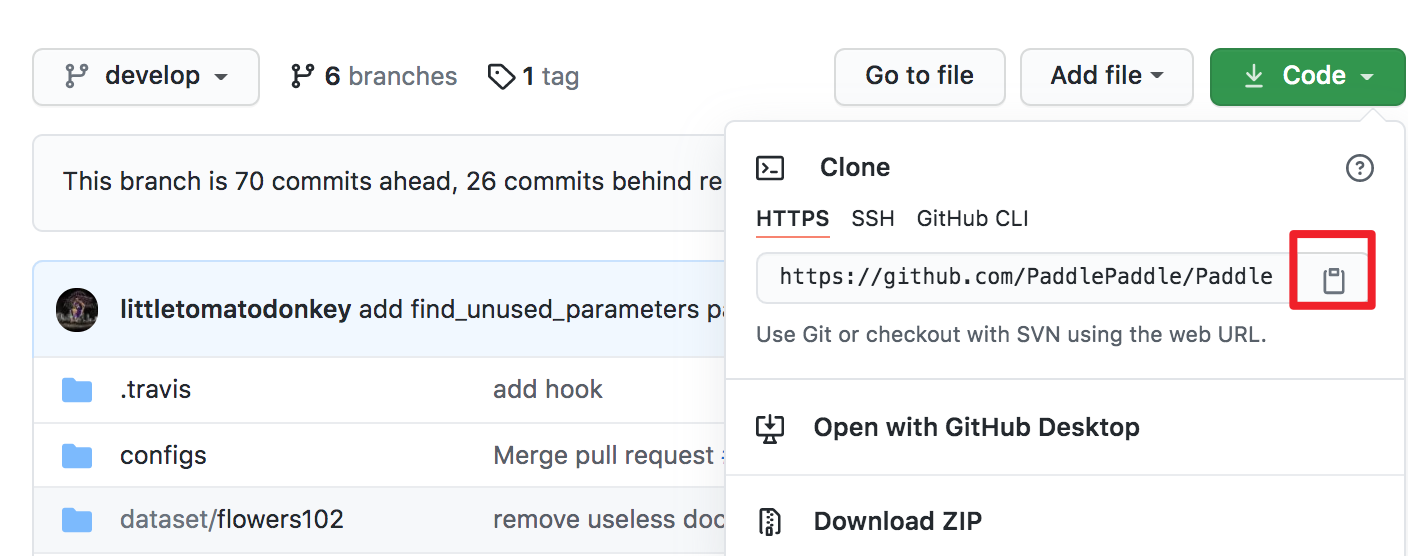 develop 6 branches 1 tag Go to file Add file Code
This branch is 70 commits ahead, 26 commits behind re
Clone
HTTPS SSH GitHub CLI
https://github.com/PaddlePaddle/Paddle
Use Git or checkout with SVN using the web URL.
littletomatodonkey add find_unused_parameters pa
.travis add hook
configs Merge pull request
dataset/flowers102 remove useless doc
Open with GitHub Desktop
Download ZIP